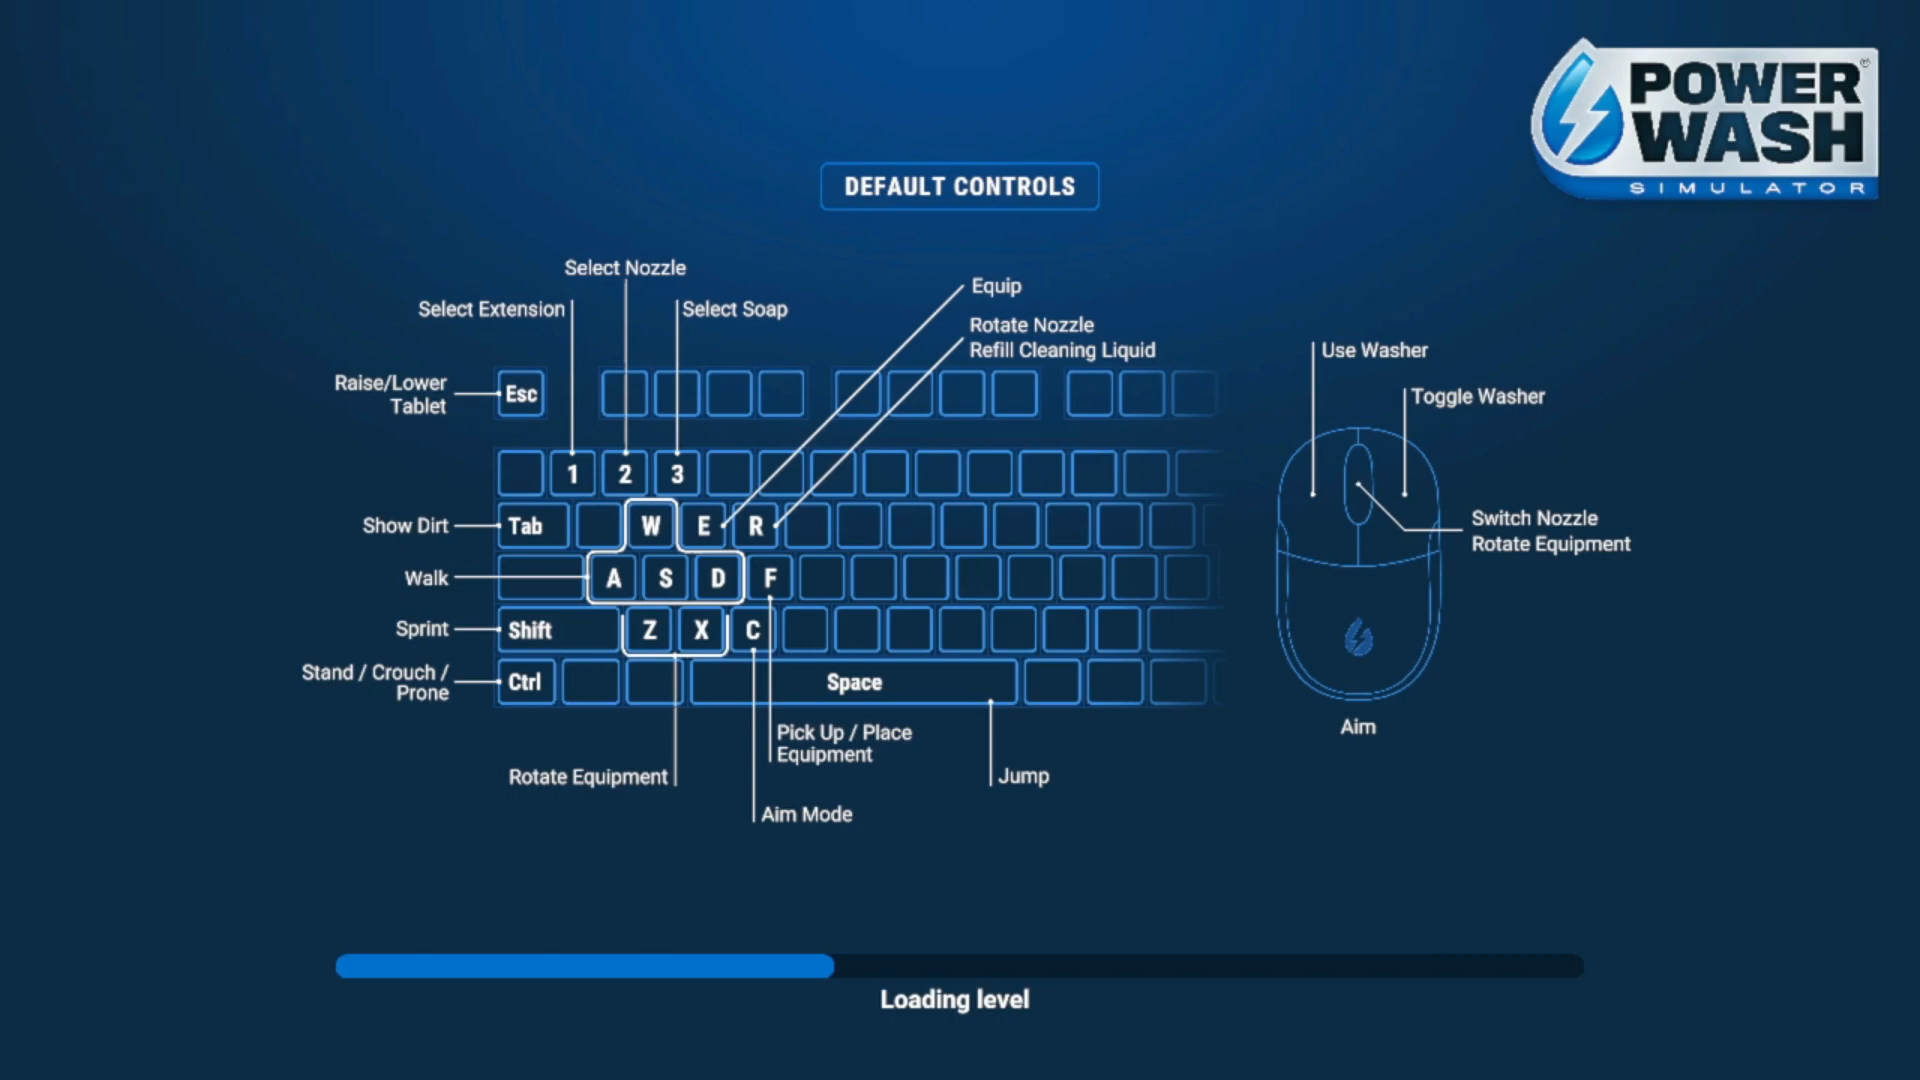 POWER
WASH
SIMULATOR
®
DEFAULT CONTROLS
Select Nozzle
Select Extension
Select Soap
Equip
Rotate Nozzle
Refill Cleaning Liquid
Raise/Lower
Tablet
Esc
1 2 3
Show Dirt
Tab W E R
Walk
A S D F
Sprint
Shift Z X C
Stand / Crouch /
Prone
Ctrl Space
Pick Up / Place
Equipment
Rotate Equipment
Jump
Aim Mode
Use Washer
Toggle Washer
Switch Nozzle
Rotate Equipment
Aim
Loading level